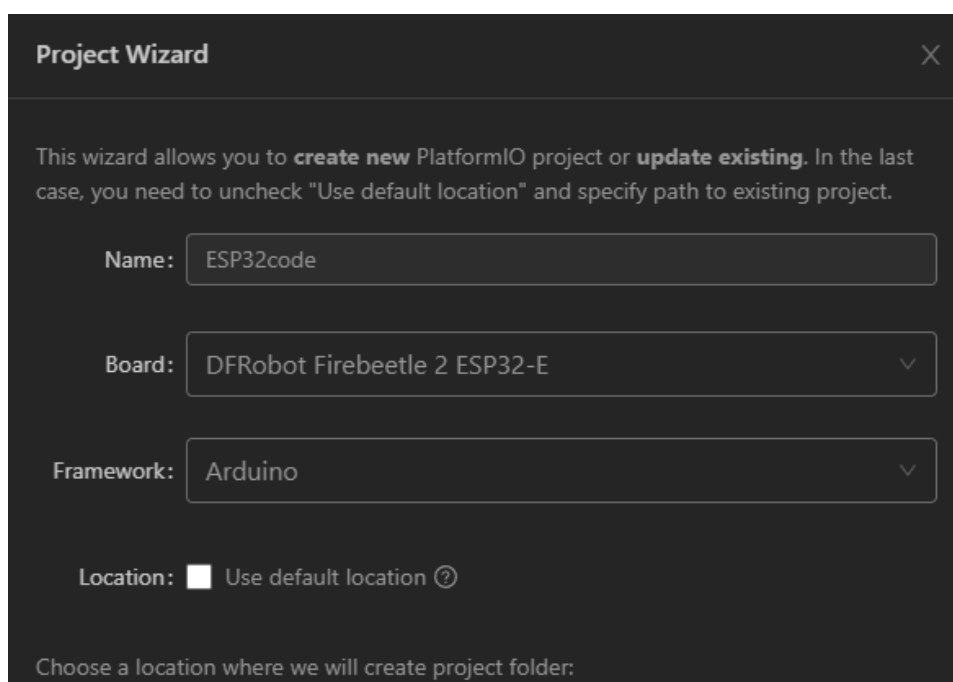 Project Wizard
This wizard allows you to create new PlatformIO project or update existing. In the last
case, you need to uncheck "Use default location" and specify path to existing project.
Name: ESP32code
Board: DFRobot Firebeetle 2 ESP32-E
Framework: Arduino
Location: Use default location
Choose a location where we will create project folder: